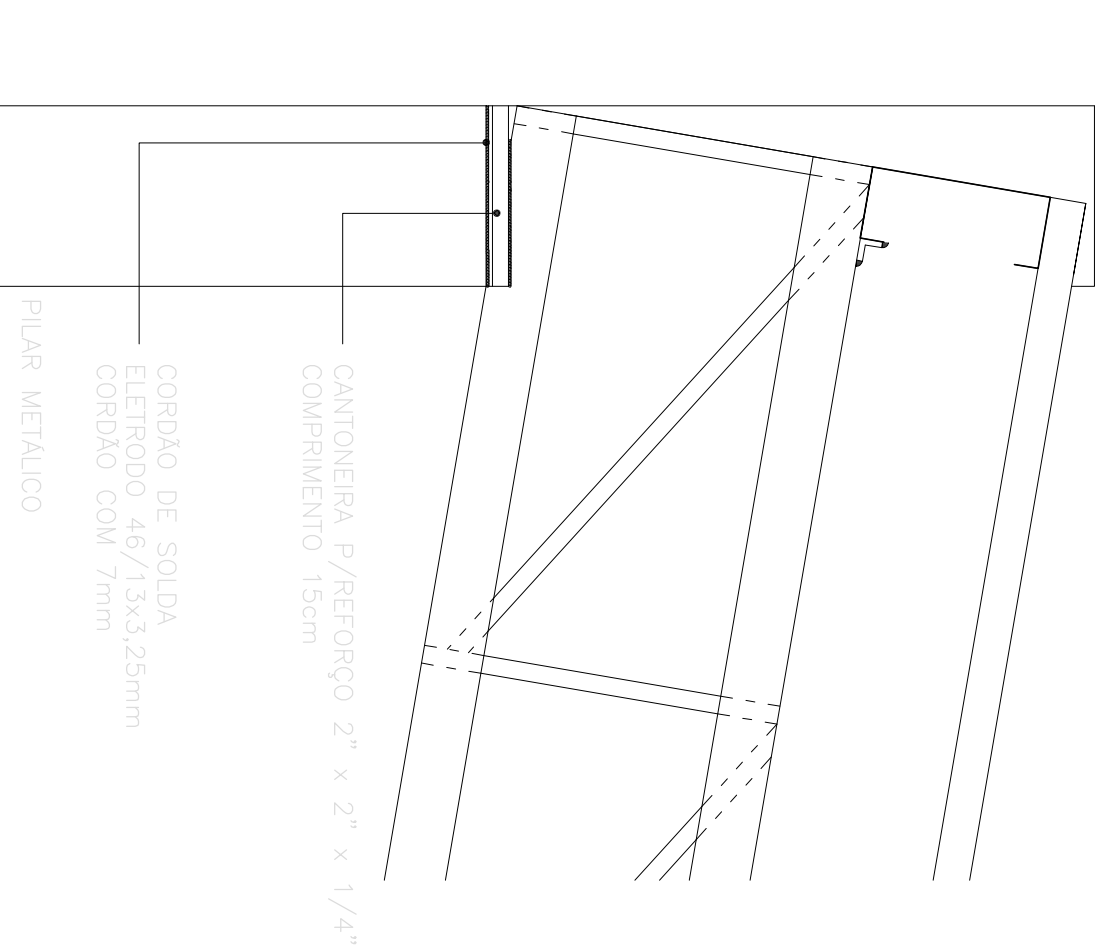 CANTONEIRA P/REFORÇO 2" x 2" x 1/4"
COMPRIMENTO 15cm
CORDÃO DE SOLDA
ELETRODO 46/13x3,25mm
CORDÃO COM 7mm
PILAR METÁLICO